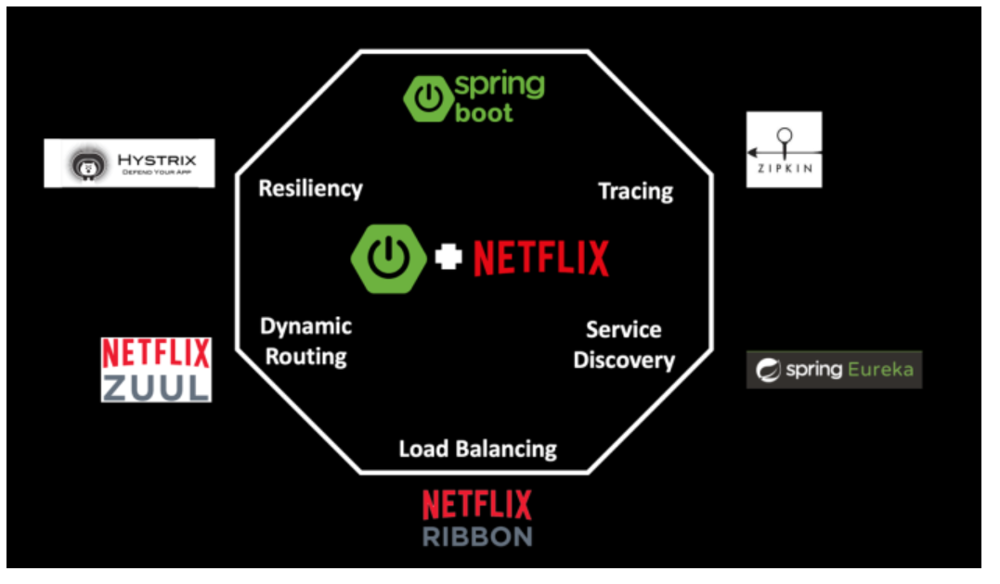 spring
boot
HYSTRIX
DEFEND YOUR APP
ZIPKIN
Resiliency
Tracing
NETFLIX
Dynamic
Routing
Service
Discovery
NETFLIX
ZUUL
spring Eureka
Load Balancing
NETFLIX
RIBBON